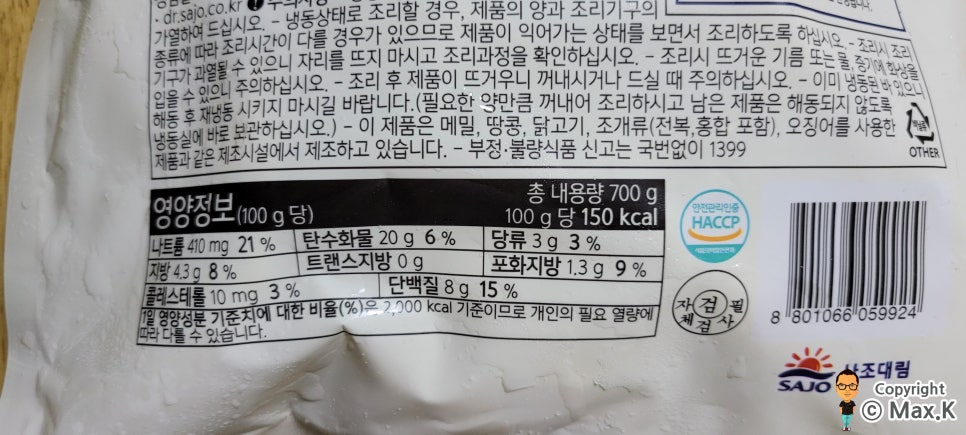 · dr.sajo.co.kr
가열하여 드십시오. - 냉동상태로 조리할 경우, 제품의 양과 조리기구의
종류에 따라 조리시간이 다를 경우가 있으므로 제품이 익어가는 상태를 보면서 조리하도록 하십시오. - 조리시 조리
기구가 과열될 수 있으니 자리를 뜨지 마시고 조리과정을 확인하십시오. - 조리시 뜨거운 기름 또는 물, 증기에 화상을
입을 수 있으니 주의하십시오. - 조리 후 제품이 뜨거우니 꺼내시거나 드실 때 주의하십시오. - 이미 냉동된 바 있으니
해동 후 재냉동 시키지 마시길 바랍니다.(필요한 양만큼 꺼내어 조리하시고 남은 제품은 해동되지 않도록
냉동실에 바로 보관하십시오.) - 이 제품은 메밀, 땅콩, 닭고기, 조개류(전복,홍합 포함), 오징어를 사용한
제품과 같은 제조시설에서 제조하고 있습니다. - 부정·불량식품 신고는 국번없이 1399
OTHER
영양정보(100 g 당)
총 내용량 700 g
100 g 당 150 kcal
나트륨 410 mg 21 % 탄수화물 20 g 6 % 당류 3 g 3 %
지방 4.3 g 8 % 트랜스지방 0 g 포화지방 1.3 g 9 %
콜레스테롤 10 mg 3 % 단백질 8 g 15 %
1일 영양성분 기준치에 대한 비율(%)은 2,000 kcal 기준이므로 개인의 필요 열량에
따라 다를 수 있습니다.
안전관리인증
HACCP
식품의약품안전처
자 검 필
체 검 사
8 801066 059924
SAJO 사조대림
Copyright
© Max.K